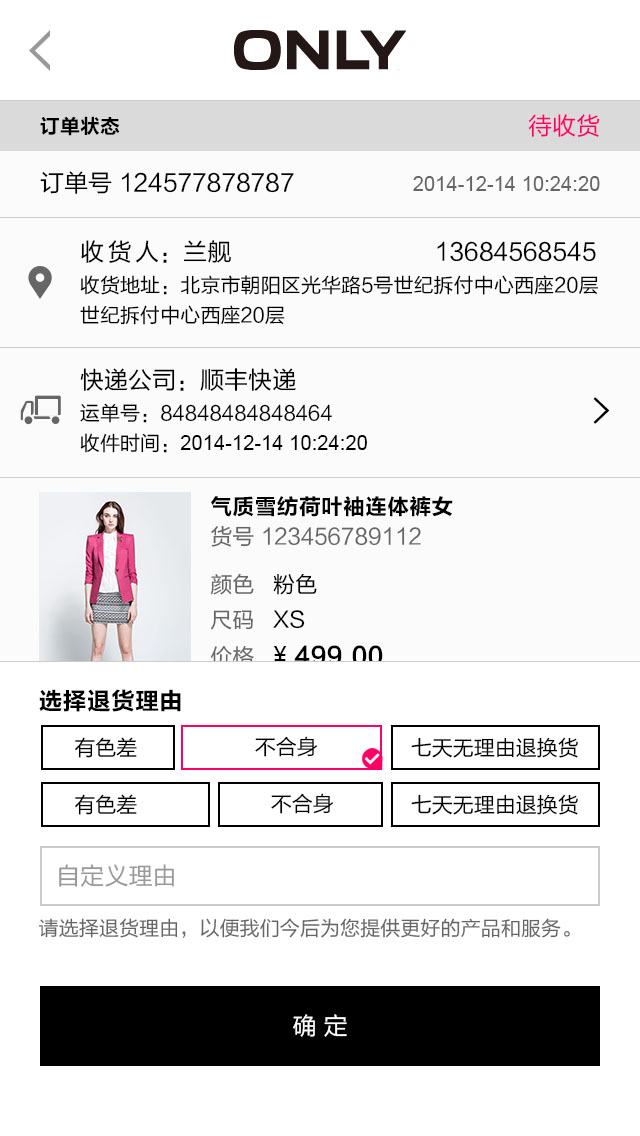 ONLY
订单状态 待收货
订单号 124577878787 2014-12-14 10:24:20
收货人：兰舰 13684568545
收货地址：北京市朝阳区光华路5号世纪拆付中心西座20层
世纪拆付中心西座20层
快递公司：顺丰快递
运单号：84848484848464
收件时间：2014-12-14 10:24:20
气质雪纺荷叶袖连体裤女
货号 123456789112
颜色 粉色
尺码 XS
价格 ¥ 499.00
选择退货理由
有色差 不合身 七天无理由退换货
有色差 不合身 七天无理由退换货
自定义理由
请选择退货理由，以便我们今后为您提供更好的产品和服务。
确 定